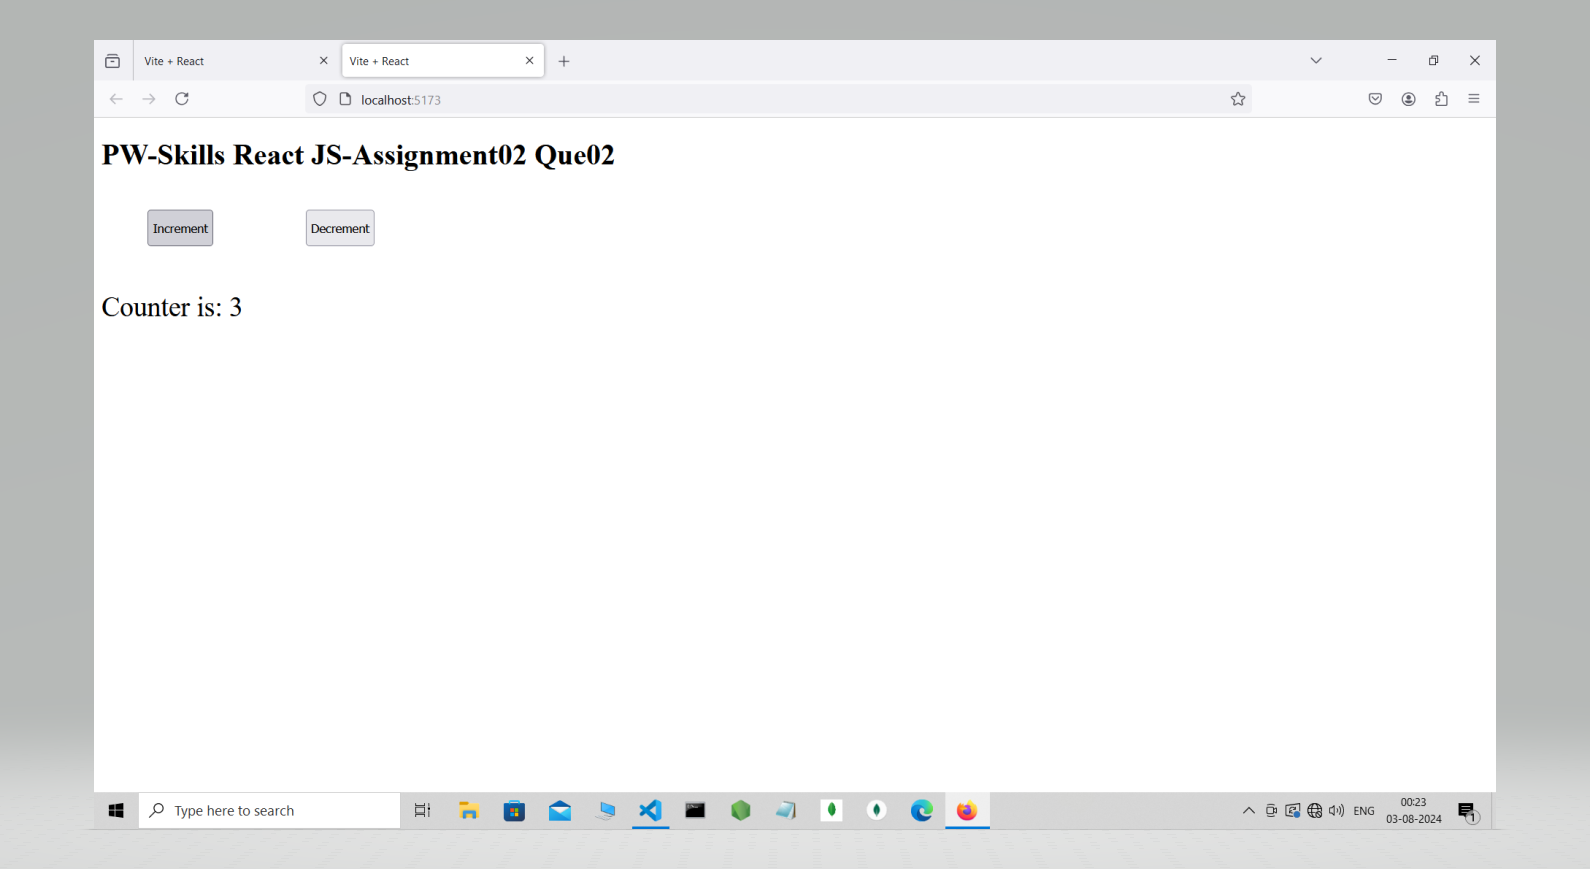 Vite + React
Vite + React
localhost:5173
PW-Skills React JS-Assignment02 Que02
Increment Decrement
Counter is: 3
Type here to search
ENG
00:23
03-08-2024
1